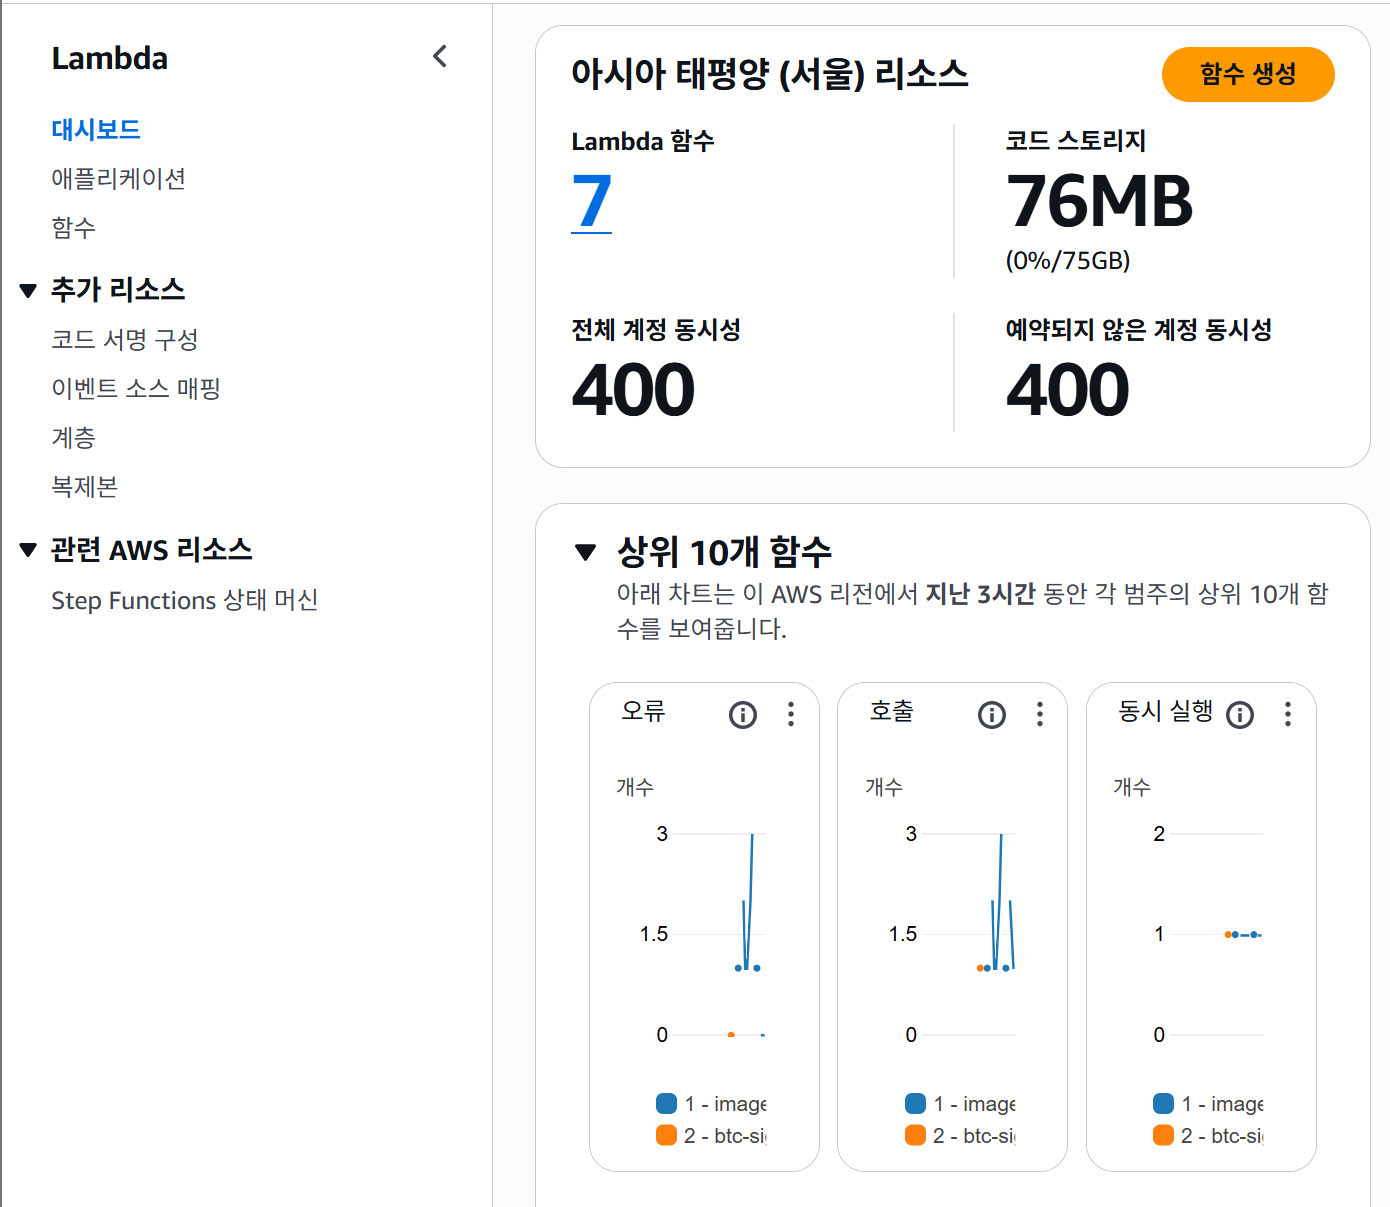 Lambda
대시보드
애플리케이션
함수
추가 리소스
코드 서명 구성
이벤트 소스 매핑
계층
복제본
관련 AWS 리소스
Step Functions 상태 머신
아시아 태평양 (서울) 리소스
함수 생성
Lambda 함수
7
코드 스토리지
76MB
(0%/75GB)
전체 계정 동시성
400
예약되지 않은 계정 동시성
400
상위 10개 함수
아래 차트는 이 AWS 리전에서 지난 3시간 동안 각 범주의 상위 10개 함
수를 보여줍니다.
오류
개수
3
1.5
0
1 - image
2 - btc-sig
호출
개수
3
1.5
0
1 - image
2 - btc-sig
동시 실행
개수
2
1
0
1 - image
2 - btc-sig